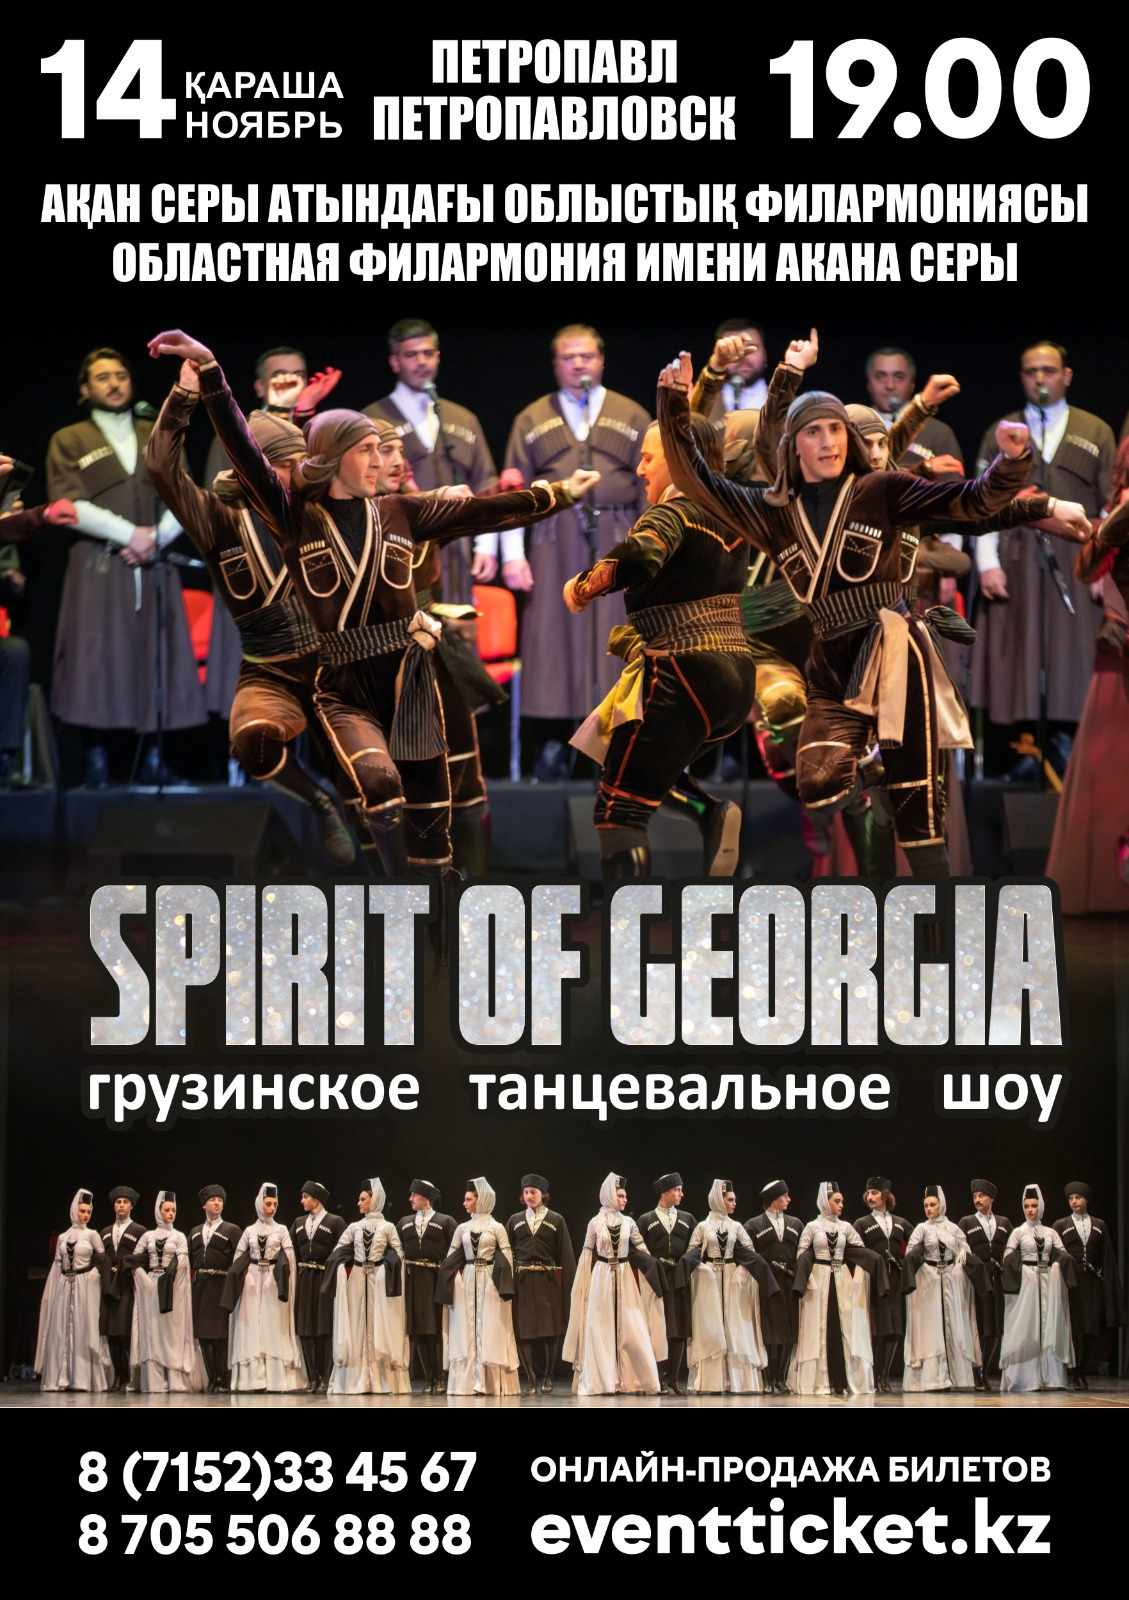 14 ҚАРАША
НОЯБРЬ
ПЕТРОПАВЛ
ПЕТРОПАВЛОВСК
19.00
АҚАН СЕРЫ АТЫНДАҒЫ ОБЛЫСТЫҚ ФИЛАРМОНИЯСЫ
ОБЛАСТНАЯ ФИЛАРМОНИЯ ИМЕНИ АКАНА СЕРЫ
SPIRIT OF GEORGIA
грузинское танцевальное шоу
8 (7152)33 45 67
8 705 506 88 88
ОНЛАЙН-ПРОДАЖА БИЛЕТОВ
eventticket.kz